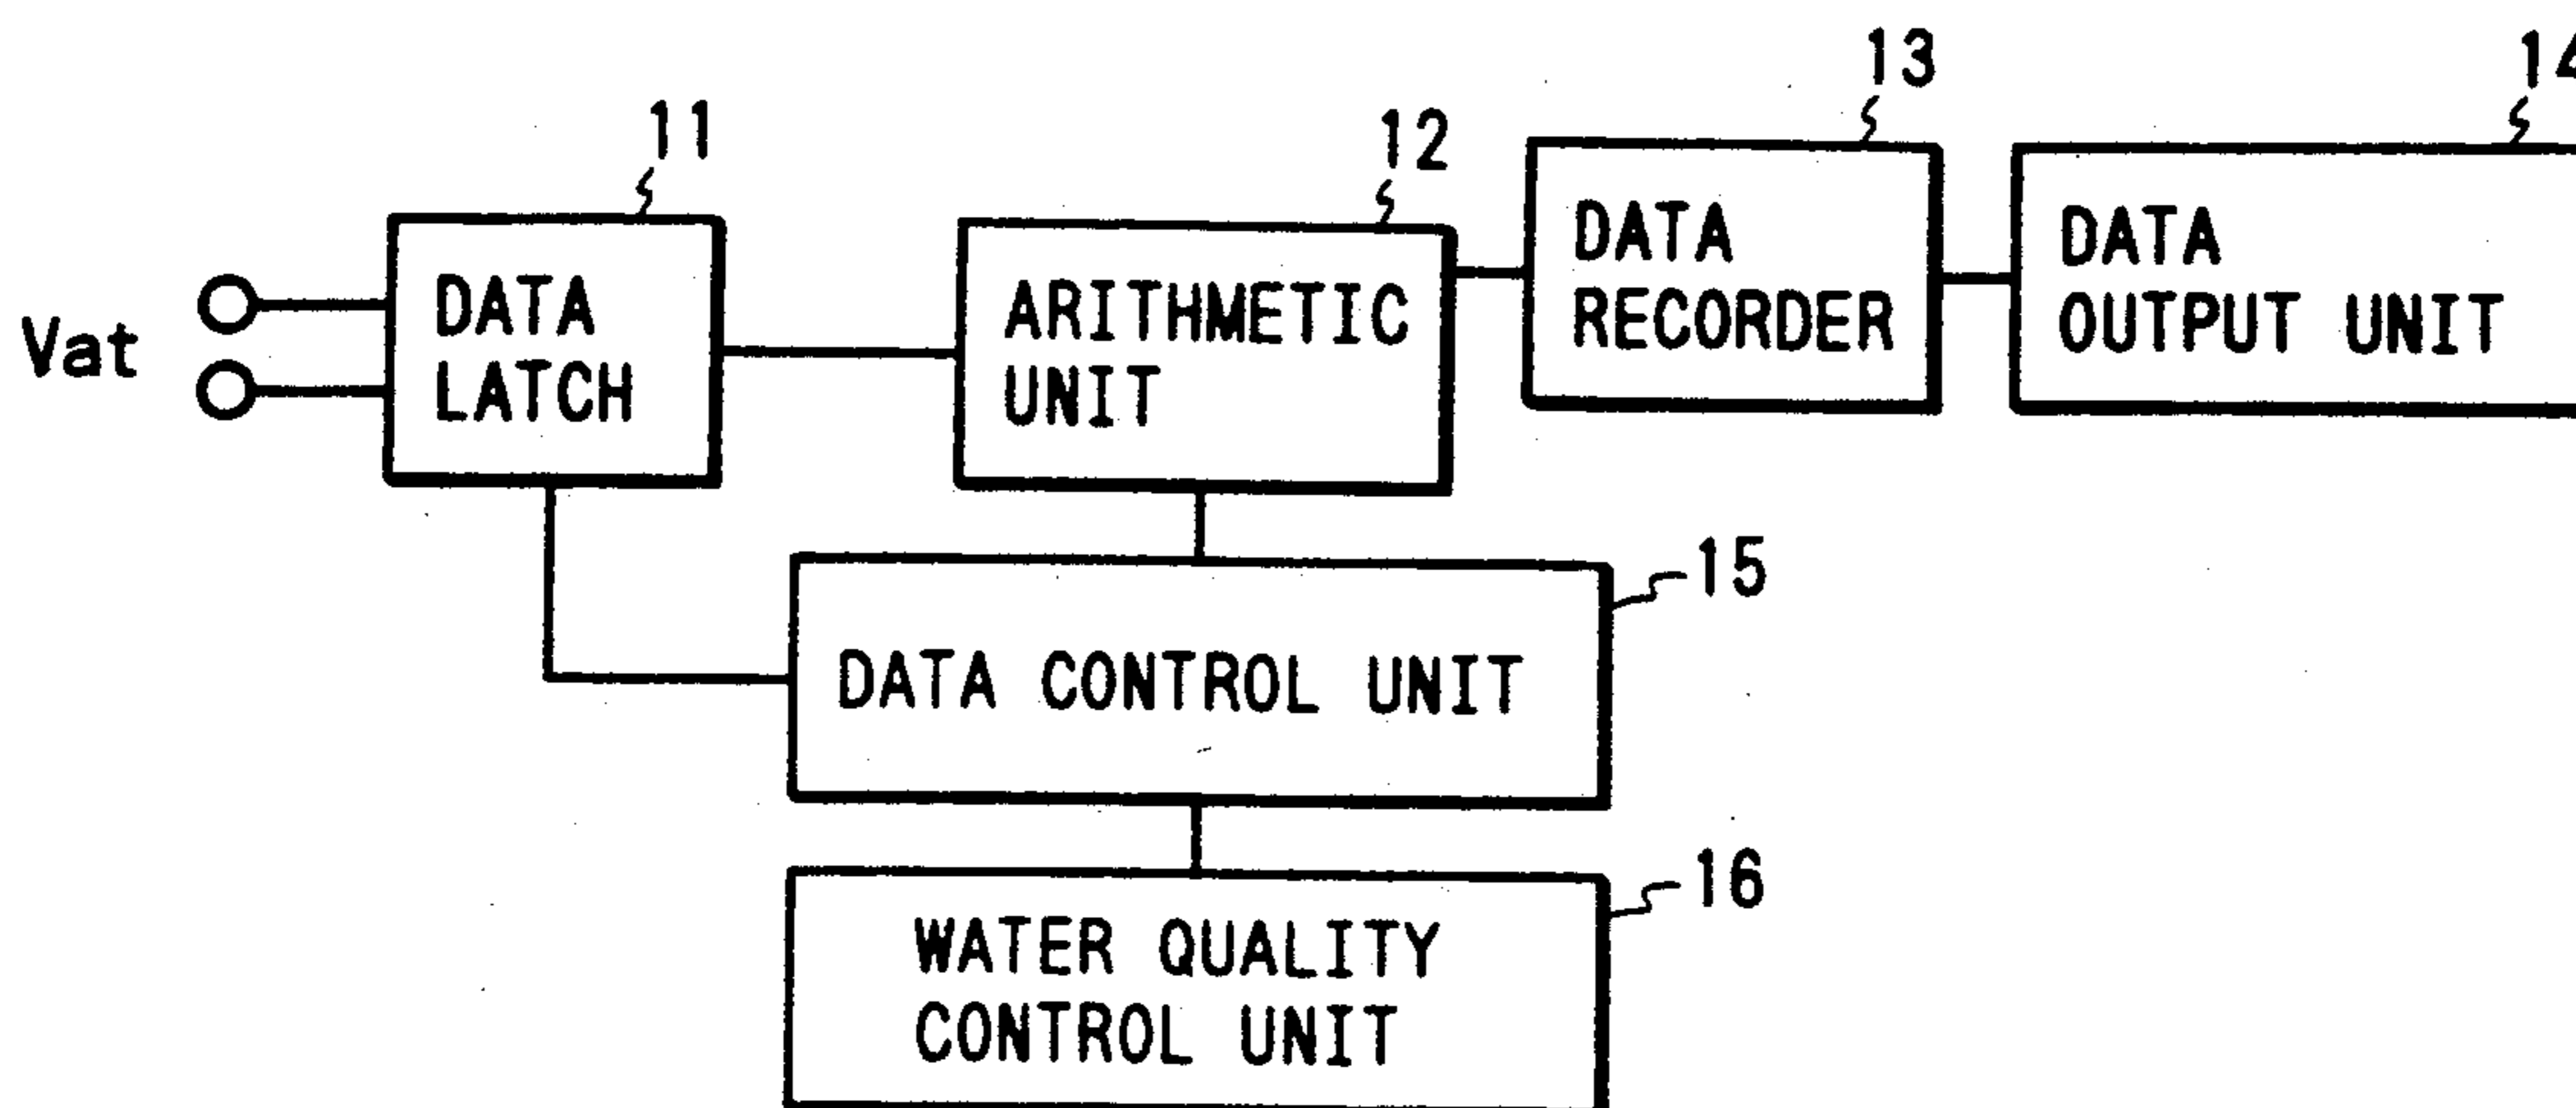 11
12
13
14
Vat
DATA
LATCH
ARITHMETIC
UNIT
DATA
RECORDER
DATA
OUTPUT UNIT
15
DATA CONTROL UNIT
16
WATER QUALITY
CONTROL UNIT